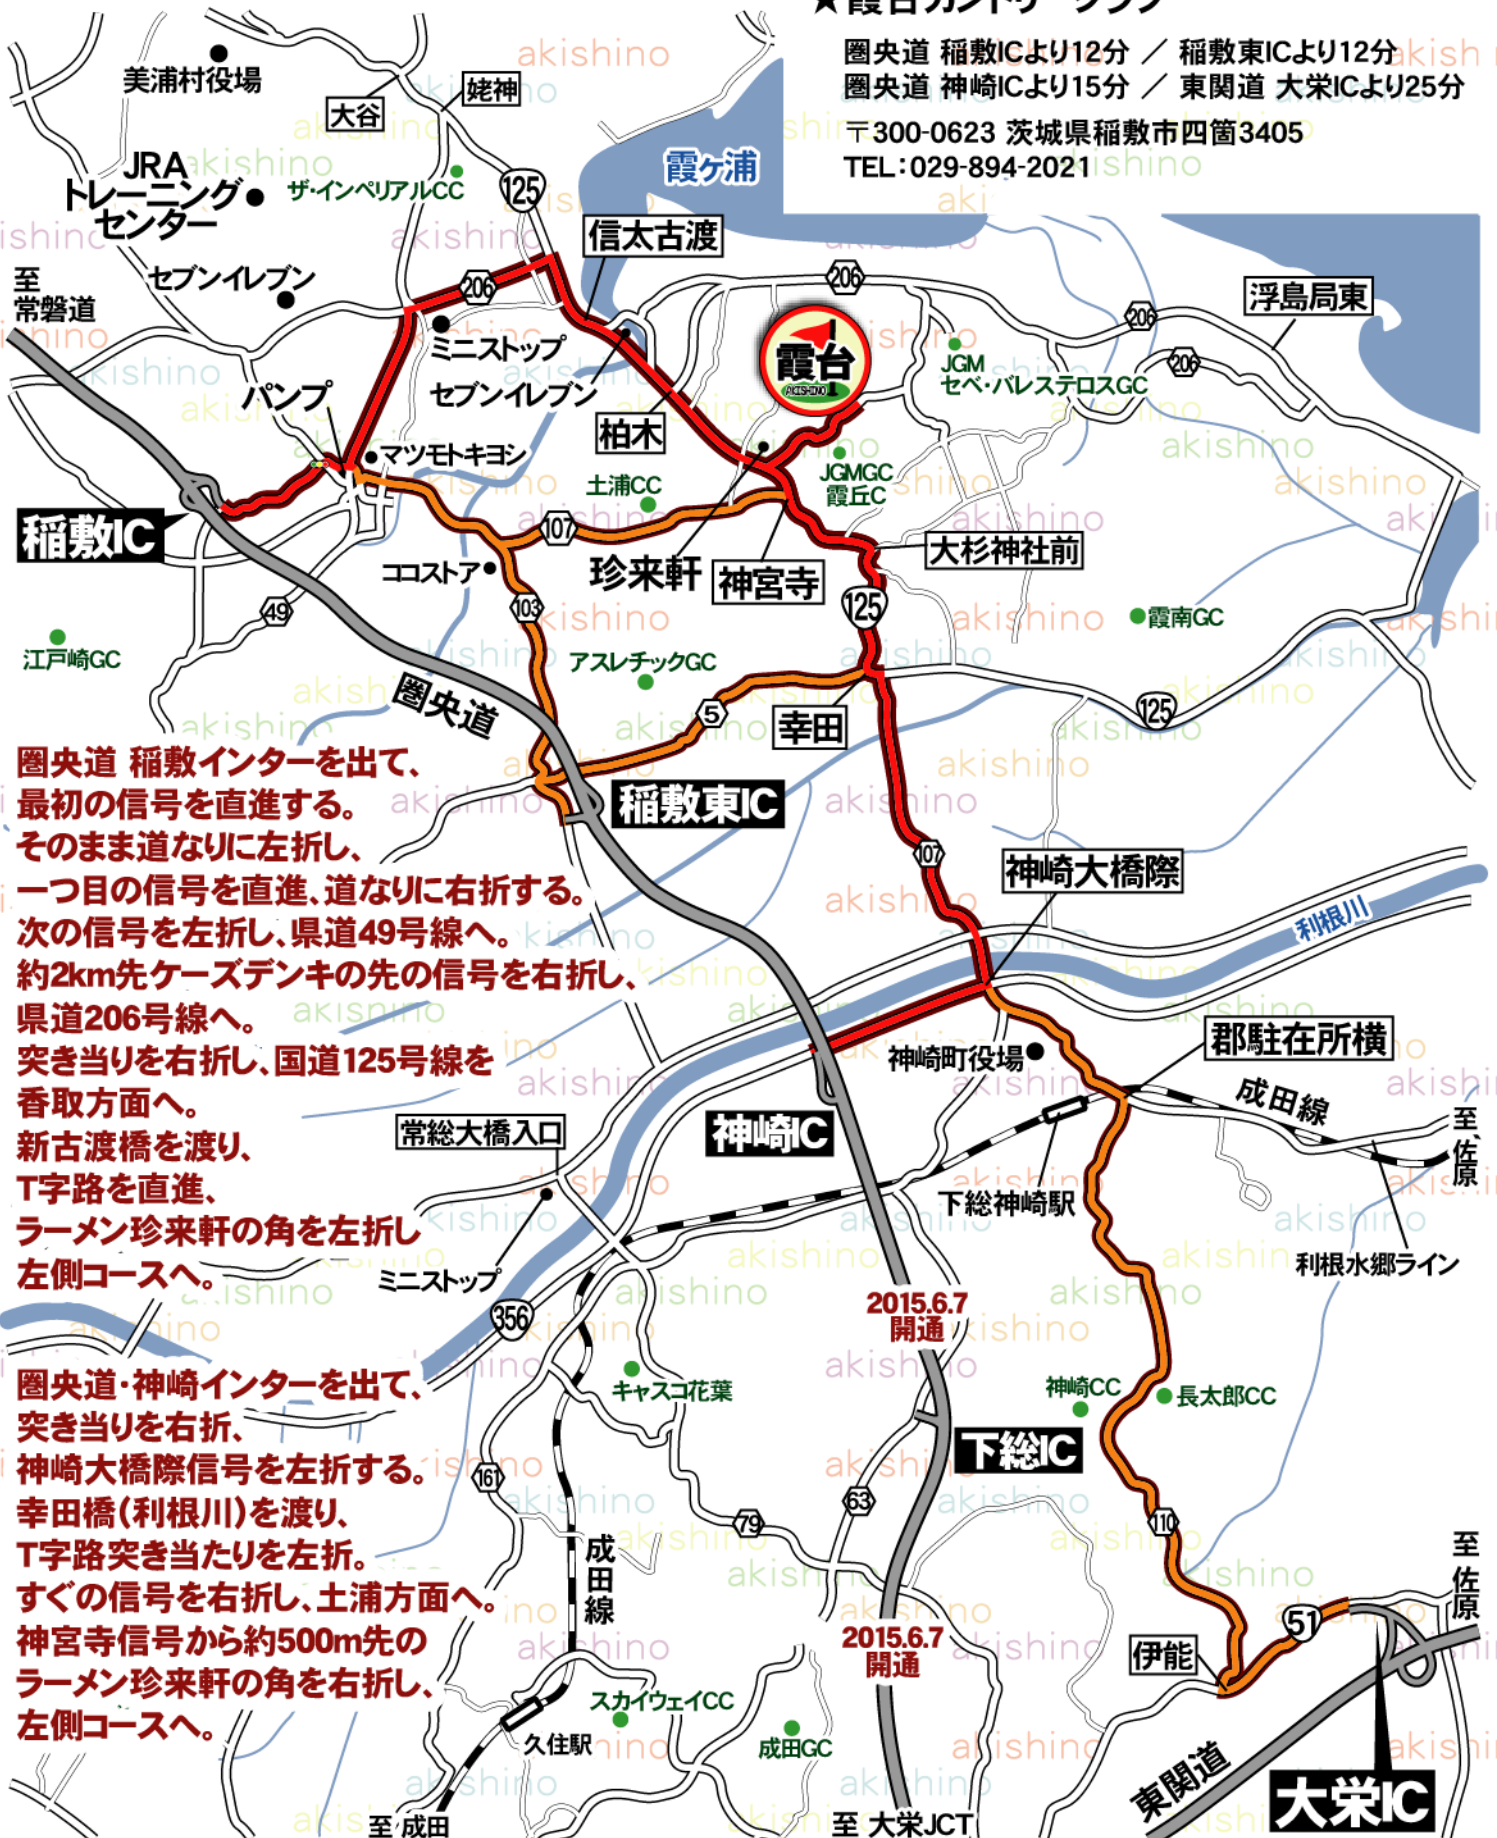 ★霞台カントリークラブ
圏央道 稲敷ICより12分 ／ 稲敷東ICより12分
圏央道 神崎ICより15分 ／ 東関道 大栄ICより25分
〒300-0623 茨城県稲敷市四箇3405
TEL:029-894-2021
美浦村役場
大谷
姥神
JRA
トレーニング
センター
ザ・インペリアルCC
125
霞ヶ浦
信太古渡
至
常磐道
セブンイレブン
206
206
浮島局東
206
206
ミニストップ
霞台
AKISHINO
JGM
セベ・バレステロスGC
パンプ
セブンイレブン
柏木
マツモトキヨシ
土浦CC
JGMGC
霞丘C
稲敷IC
107
珍来軒
神宮寺
大杉神社前
ココストア
103
125
49
霞南GC
江戸崎GC
アスレチックGC
圏央道
5
幸田
125
稲敷東IC
圏央道 稲敷インターを出て、
最初の信号を直進する。
そのまま道なりに左折し、
一つ目の信号を直進、道なりに右折する。
次の信号を左折し、県道49号線へ。
約2km先ケーズデンキの先の信号を右折し、
県道206号線へ。
突き当りを右折し、国道125号線を
香取方面へ。
新古渡橋を渡り、
T字路を直進、
ラーメン珍来軒の角を左折し
左側コースへ。
107
神崎大橋際
利根川
神崎町役場
郡駐在所横
成田線
至
佐原
常総大橋入口
神崎IC
下総神崎駅
利根水郷ライン
ミニストップ
356
2015.6.7
開通
圏央道・神崎インターを出て、
突き当りを右折、
神崎大橋際信号を左折する。
幸田橋(利根川)を渡り、
T字路突き当たりを左折。
すぐの信号を右折し、土浦方面へ。
神宮寺信号から約500m先の
ラーメン珍来軒の角を右折し、
左側コースへ。
キャスコ花葉
神崎CC
長太郎CC
下総IC
161
63
79
110
成田線
至
佐原
51
2015.6.7
開通
伊能
スカイウェイCC
久住駅
成田GC
東関道
大栄IC
至 成田
至 大栄JCT
akishino